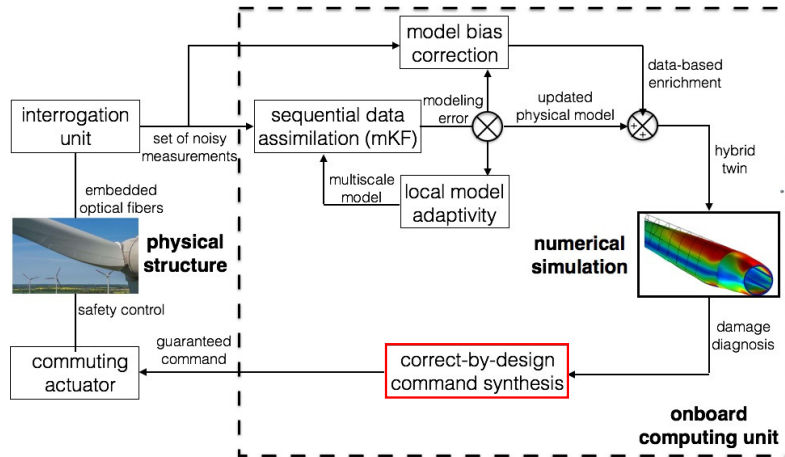 model bias
correction
data-based
enrichment
interrogation
unit
set of noisy
measurements
sequential data
assimilation (mKF)
modeling
error
updated
physical model
+
+
hybrid
twin
multiscale
model
local model
adaptivity
embedded
optical fibers
physical
structure
numerical
simulation
safety control
damage
diagnosis
commuting
actuator
guaranteed
command
correct-by-design
command synthesis
onboard
computing unit